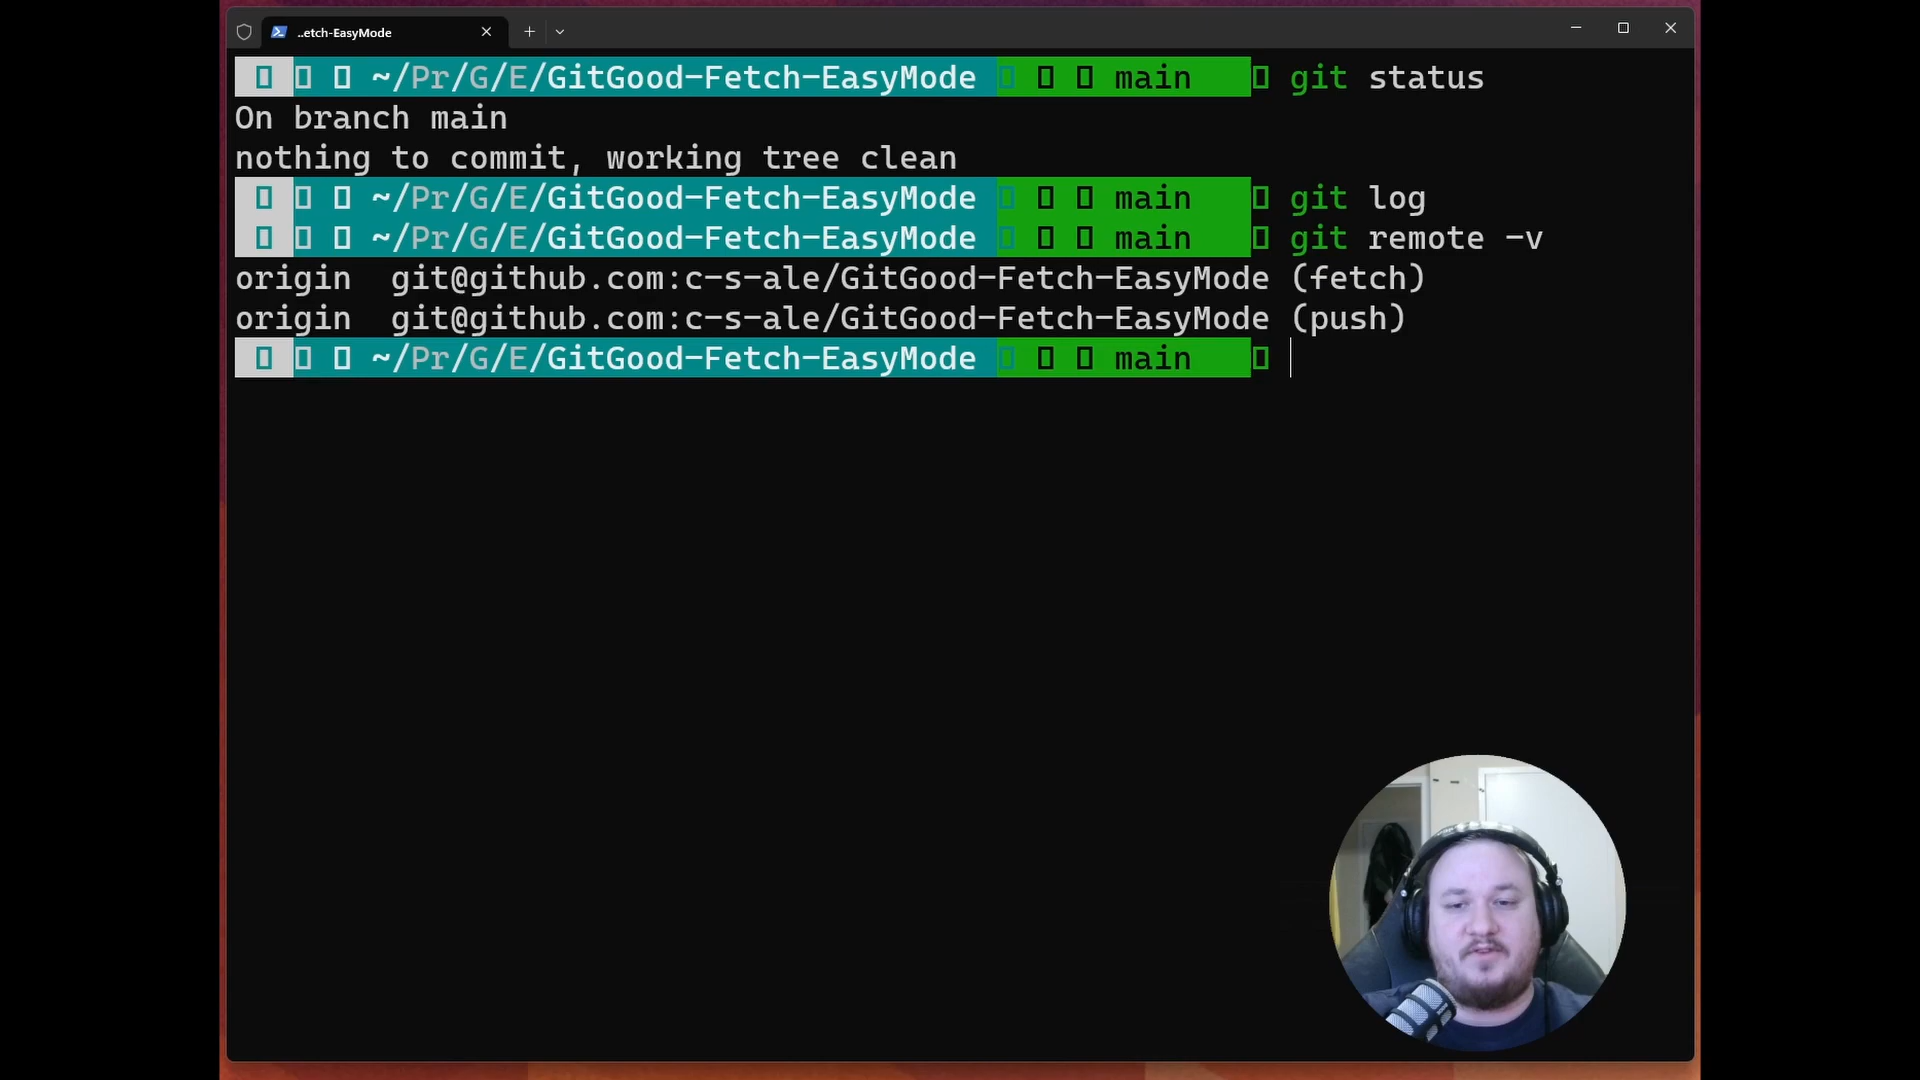 ..etch-EasyMode
~/Pr/G/E/GitGood-Fetch-EasyMode main git status
On branch main
nothing to commit, working tree clean
~/Pr/G/E/GitGood-Fetch-EasyMode main git log
~/Pr/G/E/GitGood-Fetch-EasyMode main git remote -v
origin git@github.com:c-s-ale/GitGood-Fetch-EasyMode (fetch)
origin git@github.com:c-s-ale/GitGood-Fetch-EasyMode (push)
~/Pr/G/E/GitGood-Fetch-EasyMode main